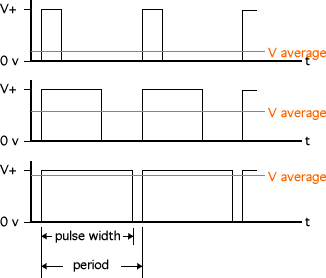 V+
V average
0 v
t
V+
V average
0 v
t
V+
V average
0 v
t
pulse width
period